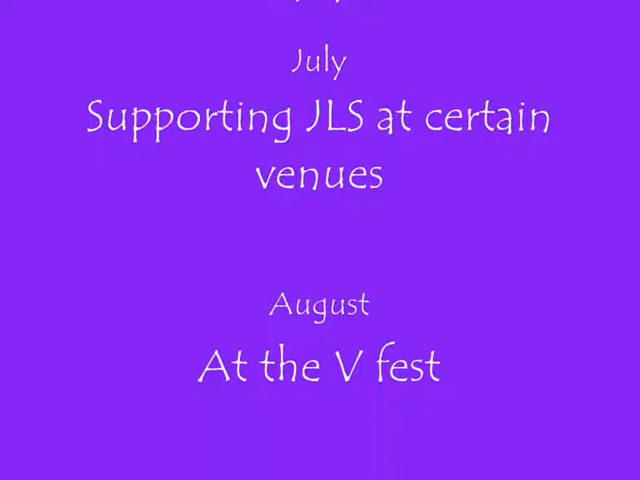 July
Supporting JLS at certain
venues
August
At the V fest